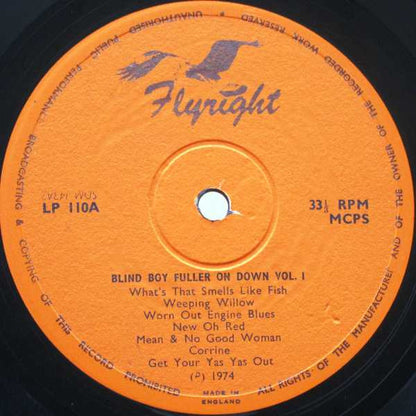 UNAUTHORISED PUBLIC PERFORMANCE BROADCASTING & COPYING OF THIS RECORD PROHIBITED
ALL RIGHTS OF THE MANUFACTURER AND OF THE OWNER OF THE RECORDED WORK RESERVED
Flyright
LP 110A
33⅓ RPM
MCPS
BLIND BOY FULLER ON DOWN VOL. I
What's That Smells Like Fish
Weeping Willow
Worn Out Engine Blues
New Oh Red
Mean & No Good Woman
Corrine
Get Your Yas Yas Out
(P) 1974
MADE IN
ENGLAND